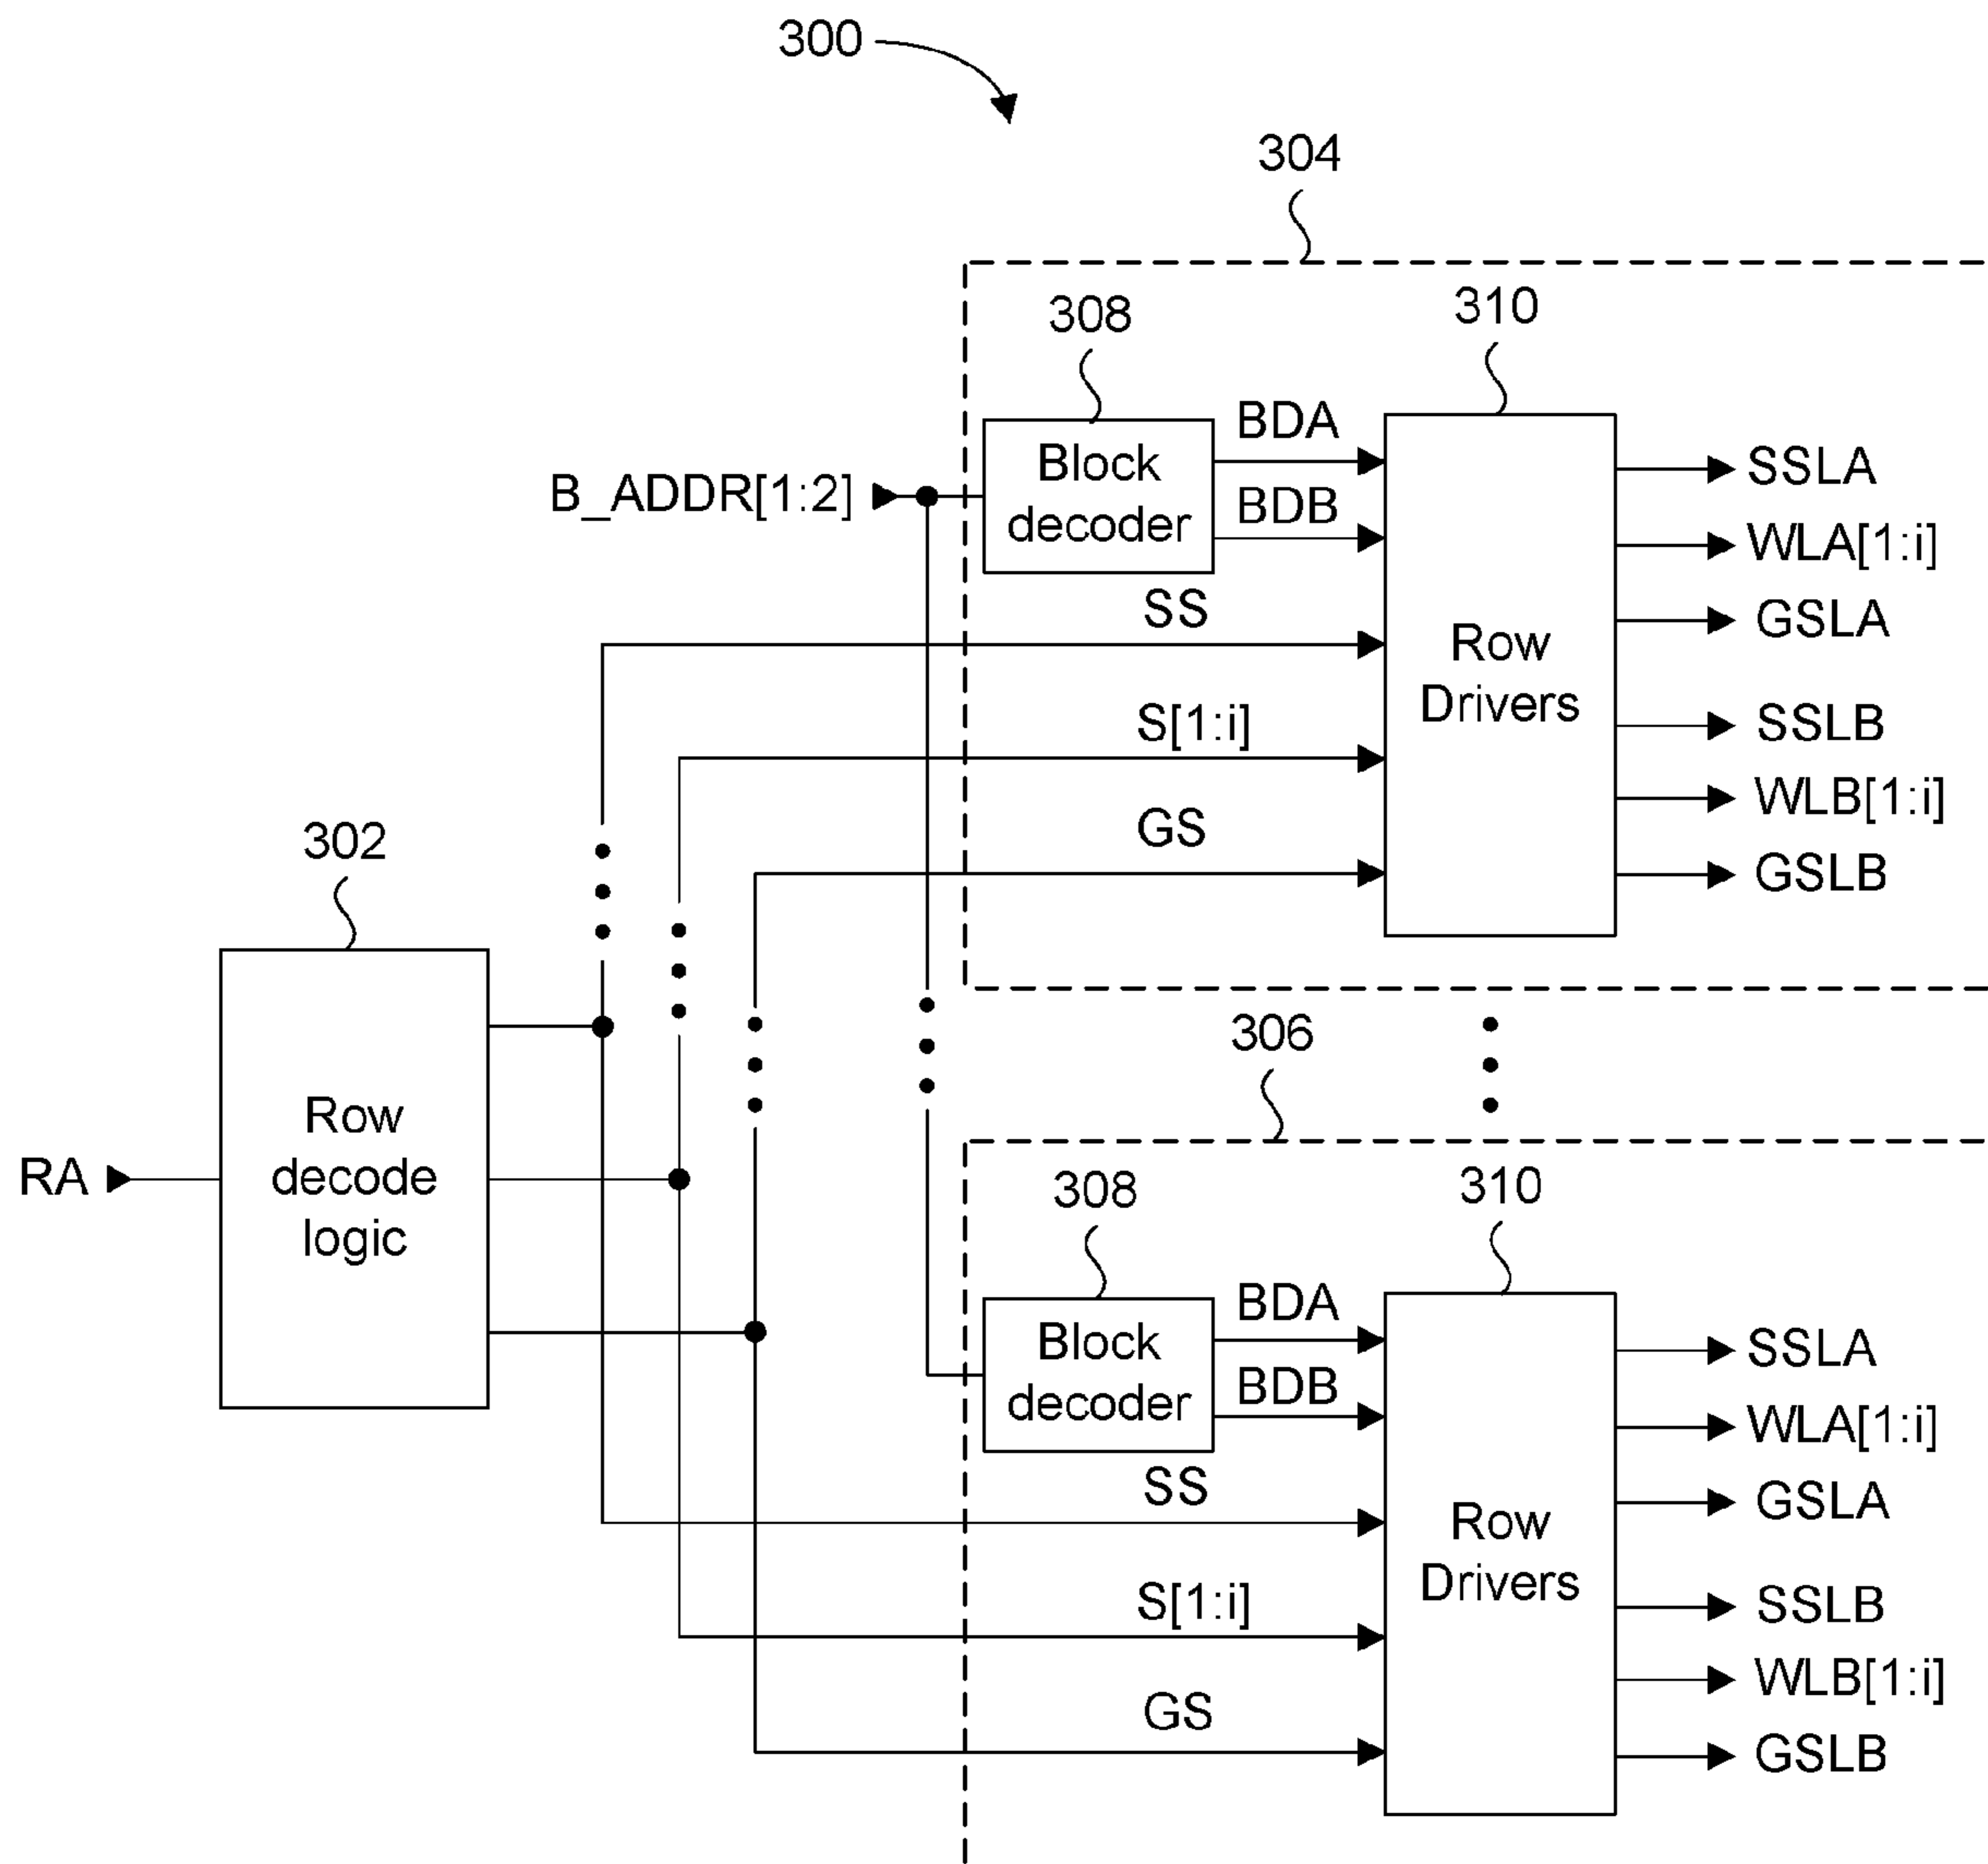 300
304
308
310
BDA
Block
decoder
BDB
B_ADDR[1:2]
SS
S[1:i]
GS
Row
Drivers
SSLA
WLA[1:i]
GSLA
SSLB
WLB[1:i]
GSLB
302
Row
decode
logic
RA
306
308
310
BDA
Block
decoder
BDB
SS
S[1:i]
GS
Row
Drivers
SSLA
WLA[1:i]
GSLA
SSLB
WLB[1:i]
GSLB